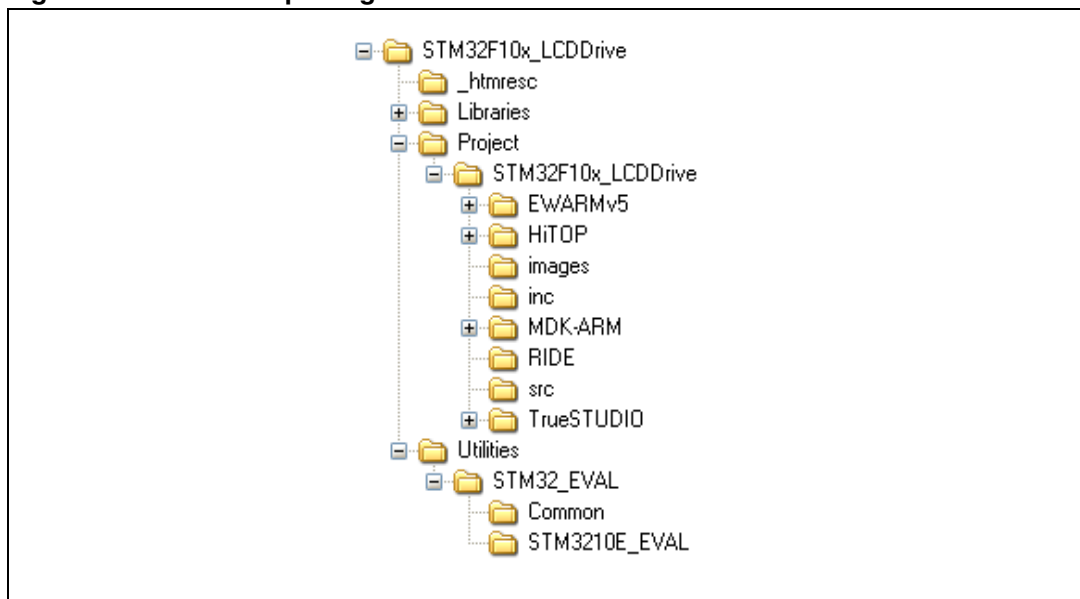 STM32F10x_LCDDrive
_htmresc
Libraries
Project
STM32F10x_LCDDrive
EWARMv5
HiTOP
images
inc
MDK-ARM
RIDE
src
TrueSTUDIO
Utilities
STM32_EVAL
Common
STM3210E_EVAL